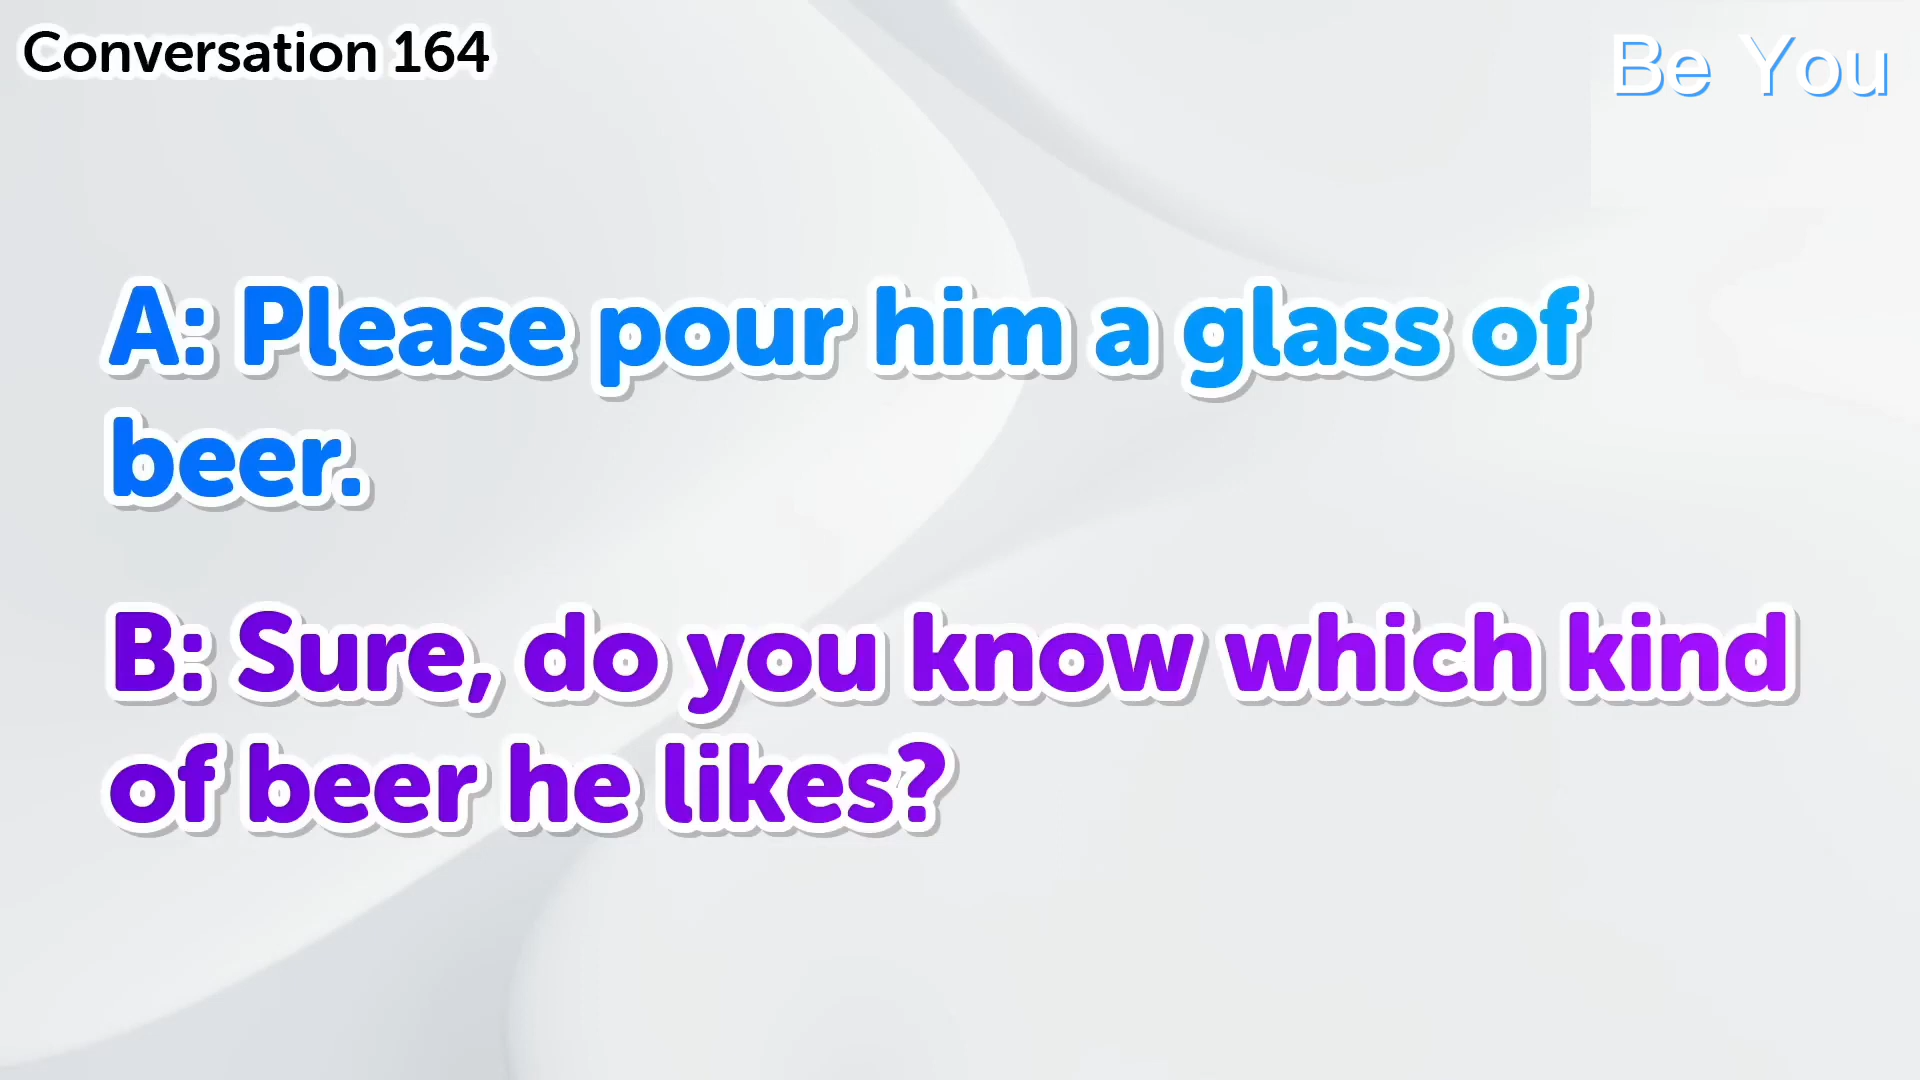 Conversation 164
Be You
A: Please pour him a glass of
beer.
B: Sure, do you know which kind
of beer he likes?